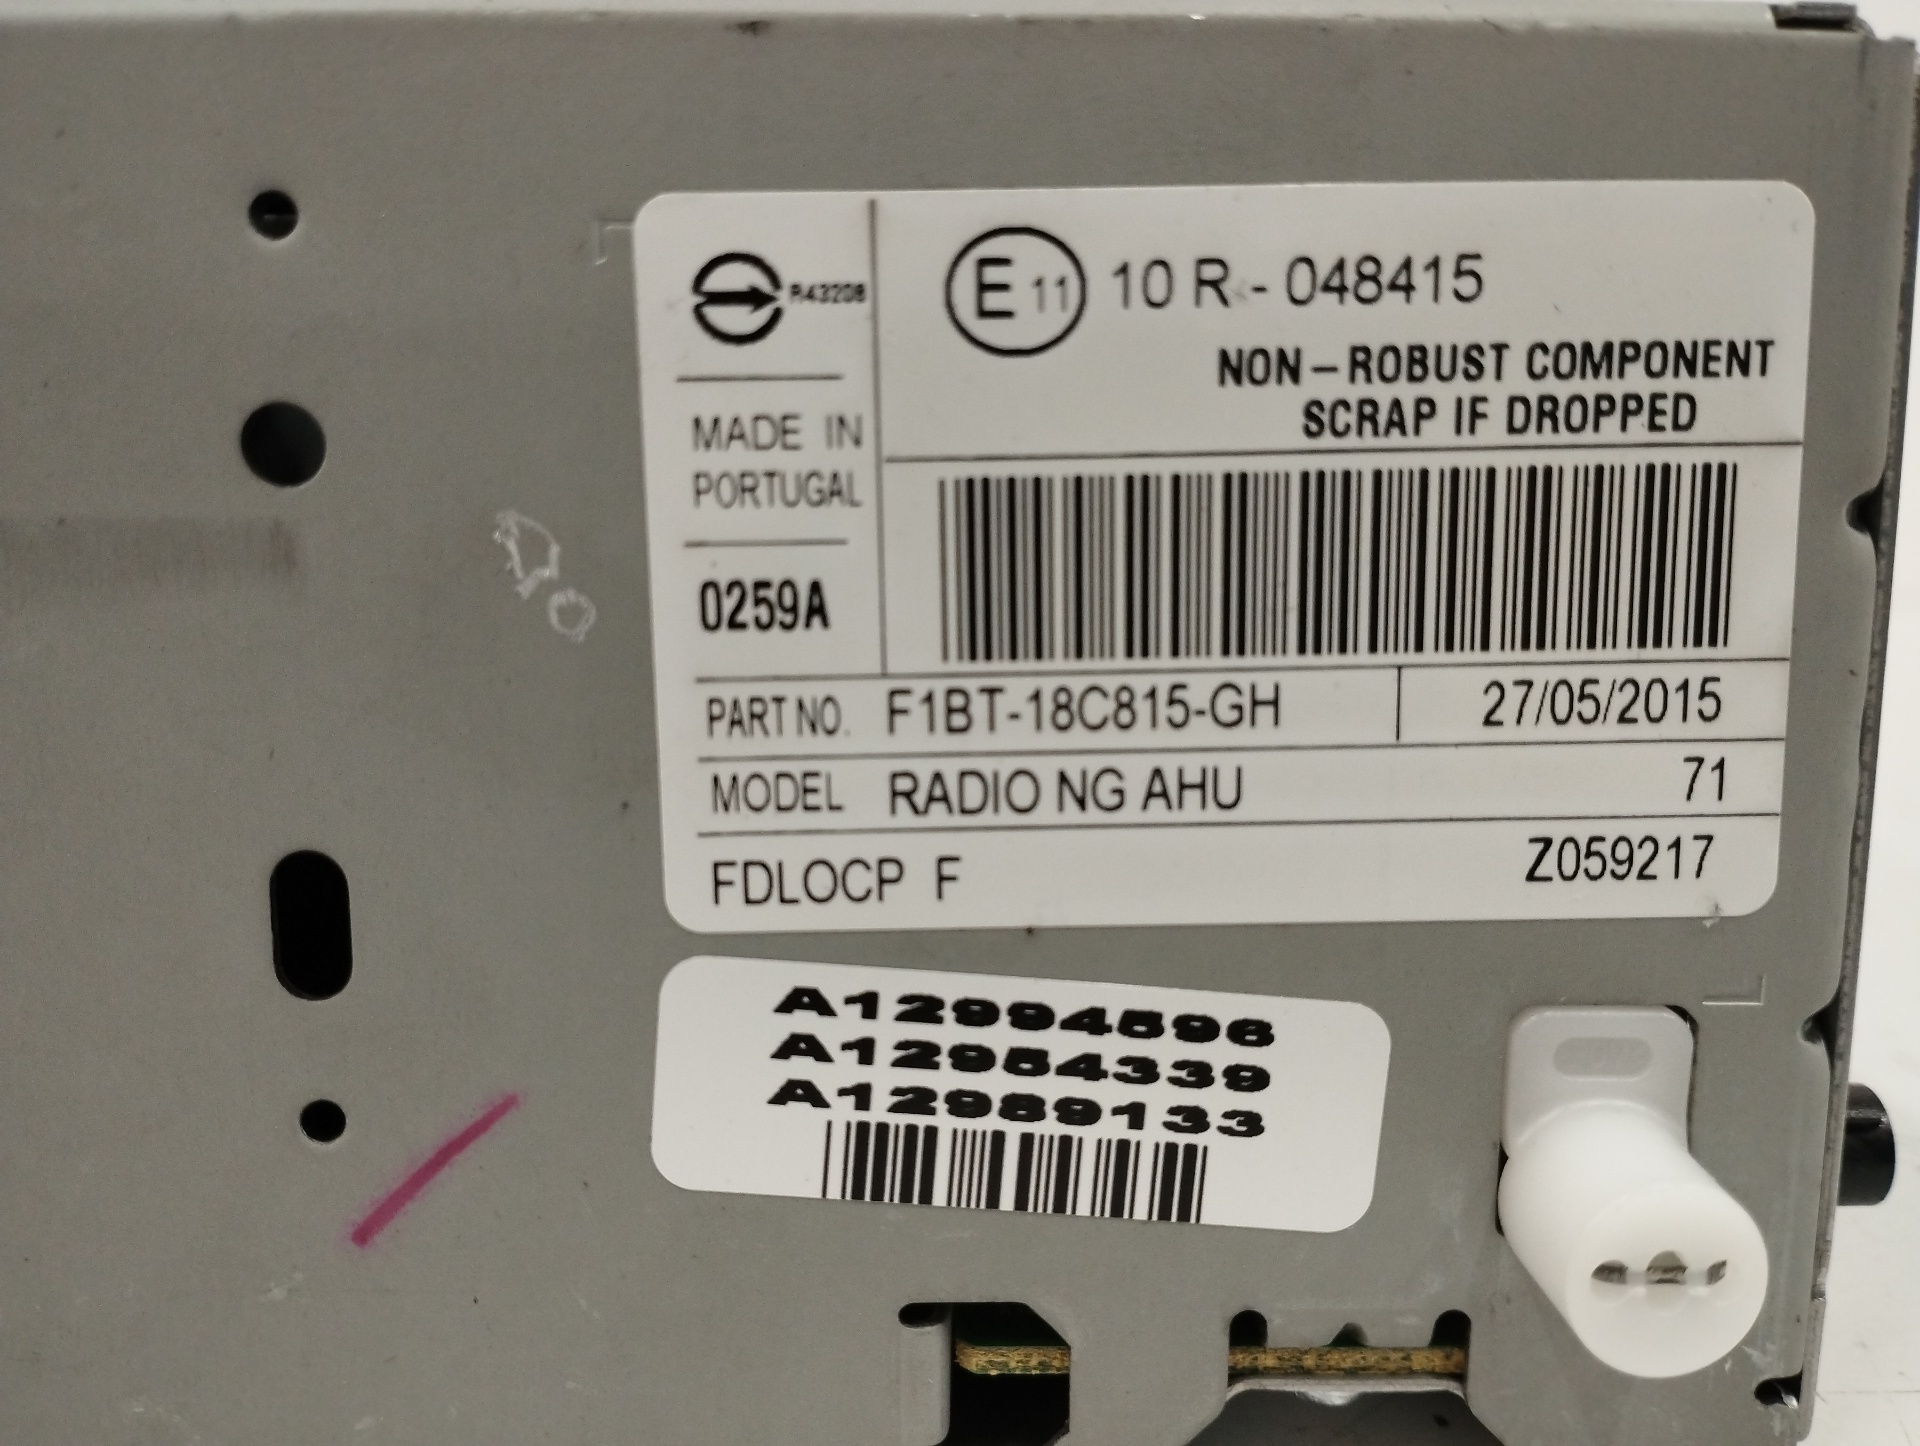 R43208
MADE IN
PORTUGAL
0259A
E 11 10 R - 048415
NON-ROBUST COMPONENT
SCRAP IF DROPPED
PART NO. F1BT-18C815-GH 27/05/2015
MODEL RADIO NG AHU 71
FDLOCP F Z059217
A12994596
A12954339
A12989133